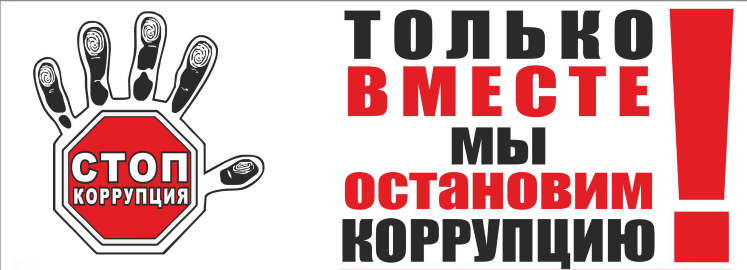 СТОП
КОРРУПЦИЯ
ТОЛЬКО
ВМЕСТЕ
МЫ
ОСТАНОВИМ
КОРРУПЦИЮ!